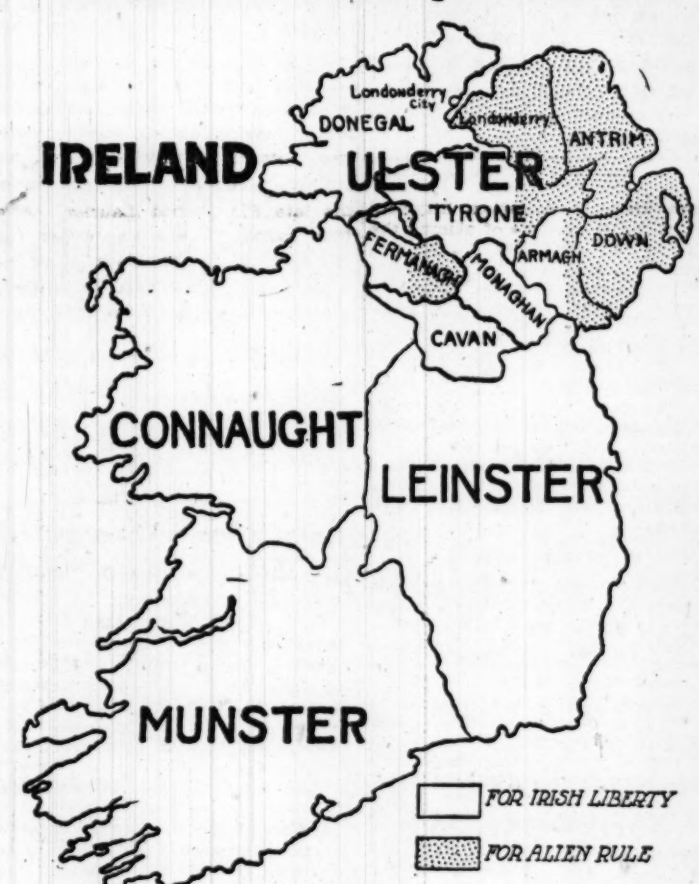 Londonderry
City
DONEGAL
Londonderry
ANTRIM
IRELAND
ULSTER
TYRONE
FERMANAGH
MONAGHAN
ARMAGH
DOWN
CAVAN
CONNAUGHT
LEINSTER
MUNSTER
FOR IRISH LIBERTY
FOR ALIEN RULE